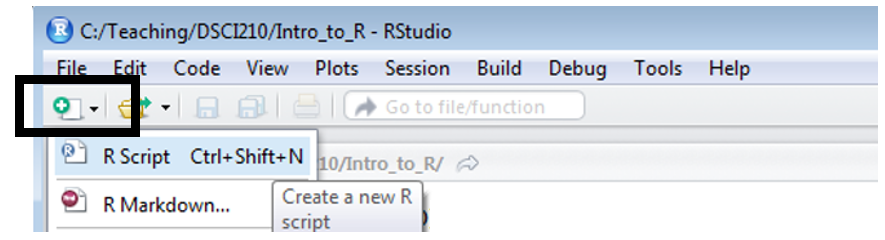 C:/Teaching/DSCI210/Intro_to_R - RStudio
File Edit Code View Plots Session Build Debug Tools Help
Go to file/function
R Script Ctrl+Shift+N
10/Intro_to_R/
R Markdown...
Create a new R
script